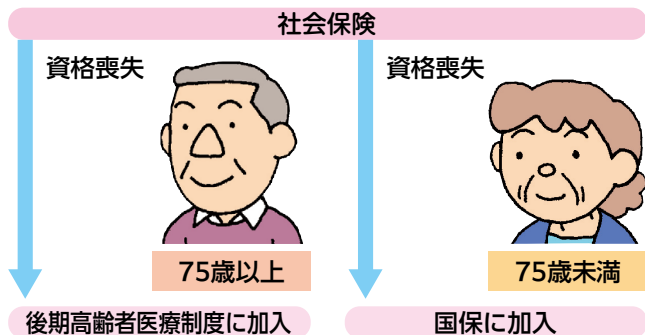 社会保険
資格喪失
資格喪失
75歳以上
75歳未満
後期高齢者医療制度に加入
国保に加入